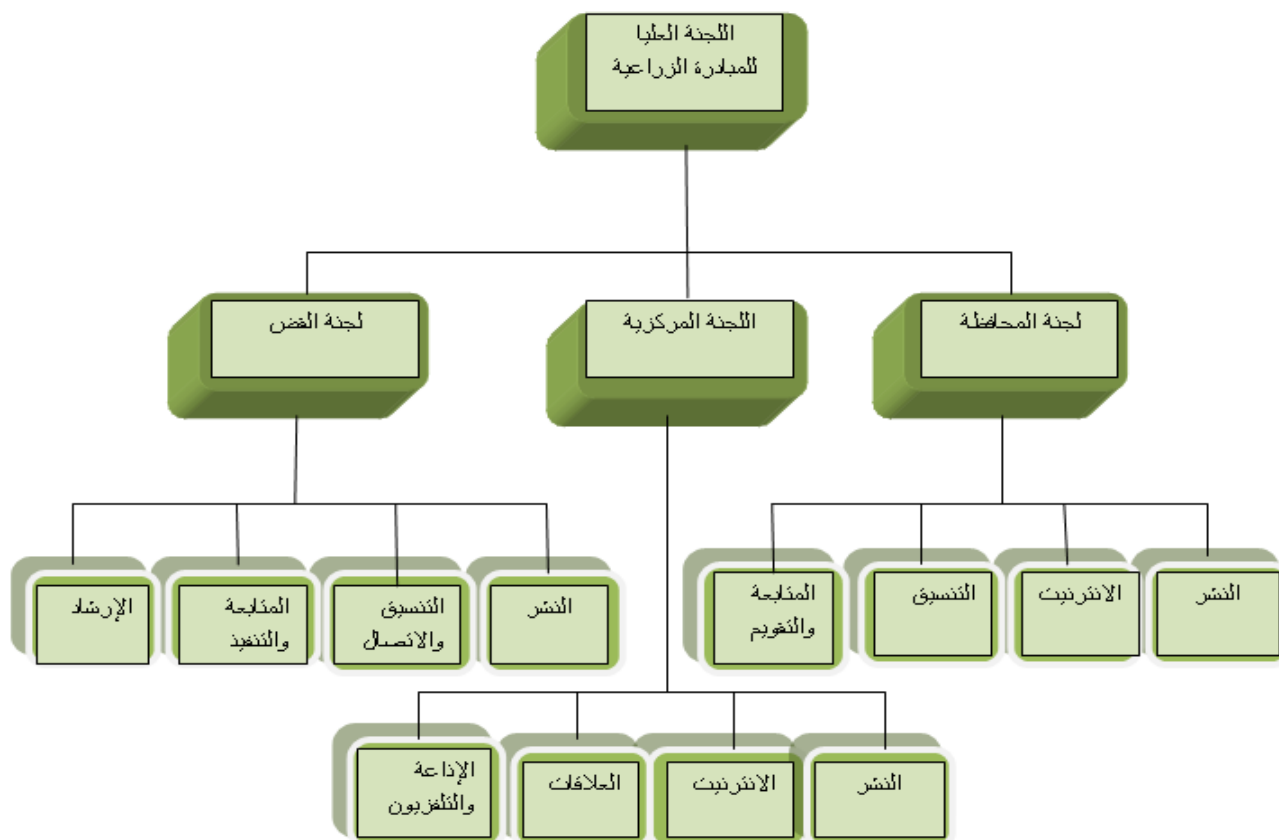 اللجنة العليا
للمبادرة الزراعية
لجنة المحافظة
اللجنة المركزية
لجنة القض
النشر
الانترنيت
التنسيق
المتابعة
والتقويم
النشر
التنسيق
والاتصال
المتابعة
والتنفيذ
الإرشاد
النشر
الانترنيت
العلاقات
الإذاعة
والتلفزيون